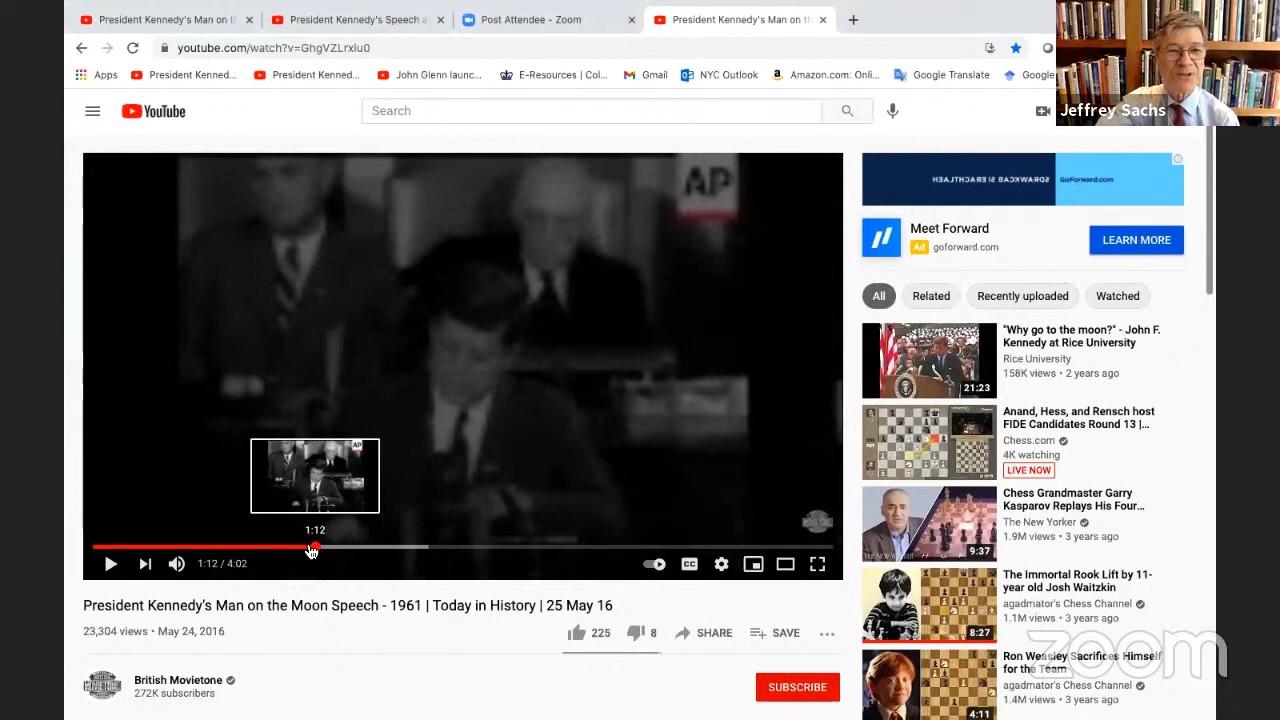 President Kennedy's Man on th
President Kennedy's Speech a
Post Attendee - Zoom
President Kennedy's Man on th
youtube.com/watch?v=GhgVZLrxiu0
Apps
President Kenned...
President Kenned...
John Glenn launc...
E-Resources | Col...
Gmail
NYC Outlook
Amazon.com: Onli...
Google Translate
Google
Jeffrey Sachs
YouTube
Search
AP
AP
1:12
1:12 / 4:02
CC
President Kennedy's Man on the Moon Speech - 1961 | Today in History | 25 May 16
23,304 views • May 24, 2016
225
8
SHARE
SAVE
British Movietone
272K subscribers
SUBSCRIBE
HEALTHCARE IS BACKWARDS
GoForward.com
Meet Forward
Ad goforward.com
LEARN MORE
All
Related
Recently uploaded
Watched
"Why go to the moon?" - John F.
Kennedy at Rice University
Rice University
158K views • 2 years ago
21:23
Anand, Hess, and Rensch host
FIDE Candidates Round 13 |...
Chess.com
4K watching
LIVE NOW
Chess Grandmaster Garry
Kasparov Replays His Four...
The New Yorker
1.9M views • 3 years ago
9:37
The Immortal Rook Lift by 11-
year old Josh Waitzkin
agadmator's Chess Channel
1.1M views • 3 years ago
8:27
Ron Weasley Sacrifices Himself
for the Team
agadmator's Chess Channel
1.4M views • 3 years ago
4:11
zoom